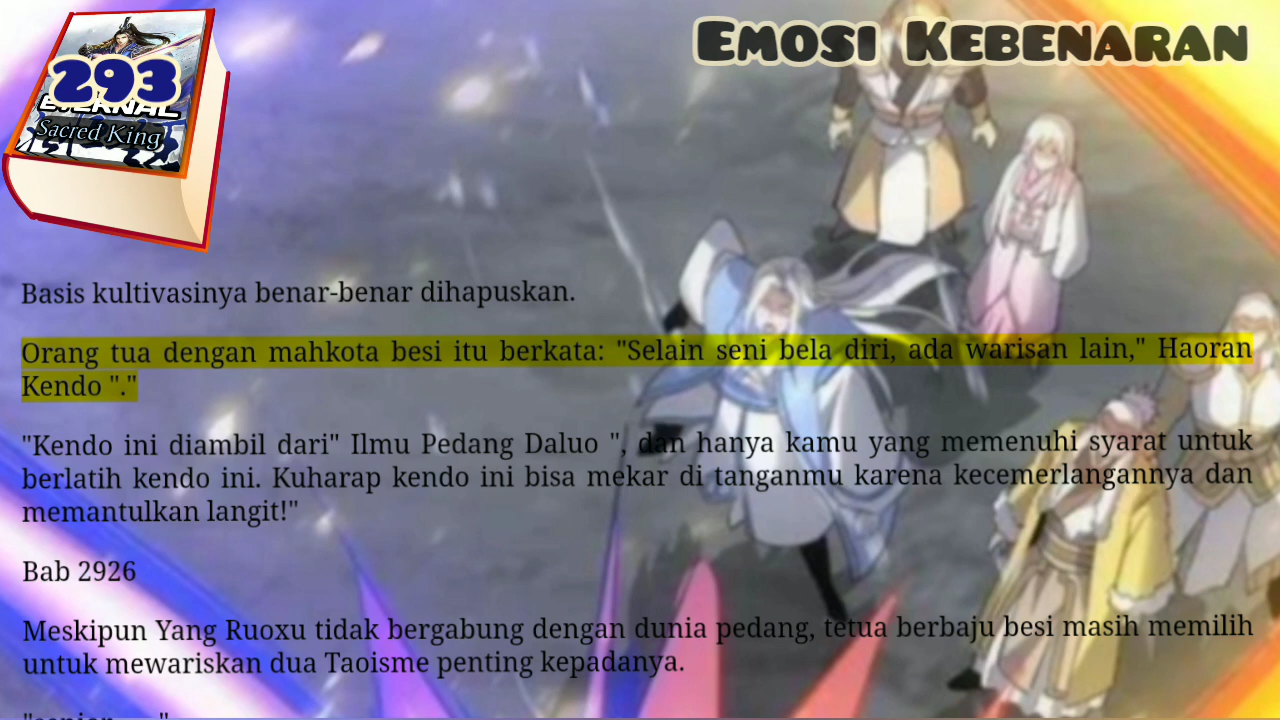 Emosi Kebenaran
293
ETERNAL
Sacred King
Basis kultivasinya benar-benar dihapuskan.
Orang tua dengan mahkota besi itu berkata: "Selain seni bela diri, ada warisan lain," Haoran
Kendo "."
"Kendo ini diambil dari" Ilmu Pedang Daluo ", dan hanya kamu yang memenuhi syarat untuk
berlatih kendo ini. Kuharap kendo ini bisa mekar di tanganmu karena kecemerlangannya dan
memantulkan langit!"
Bab 2926
Meskipun Yang Ruoxu tidak bergabung dengan dunia pedang, tetua berbaju besi masih memilih
untuk mewariskan dua Taoisme penting kepadanya.